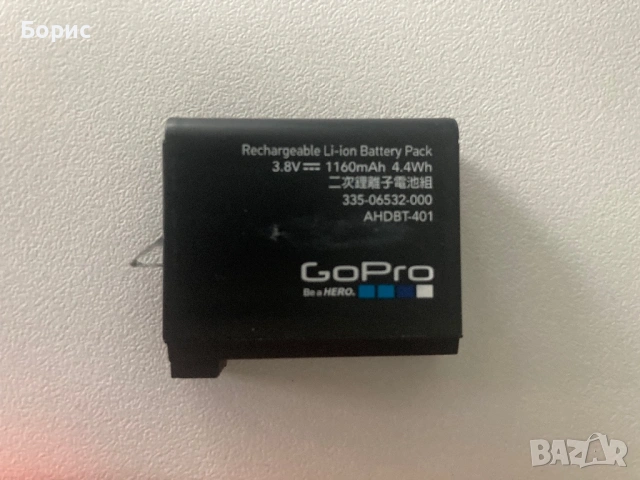 Борис
Rechargeable Li-ion Battery Pack
3.8V⎓ 1160mAh 4.4Wh
二次鋰離子電池組
335-06532-000
AHDBT-401
GoPro
Be a HERO.
BAZAR